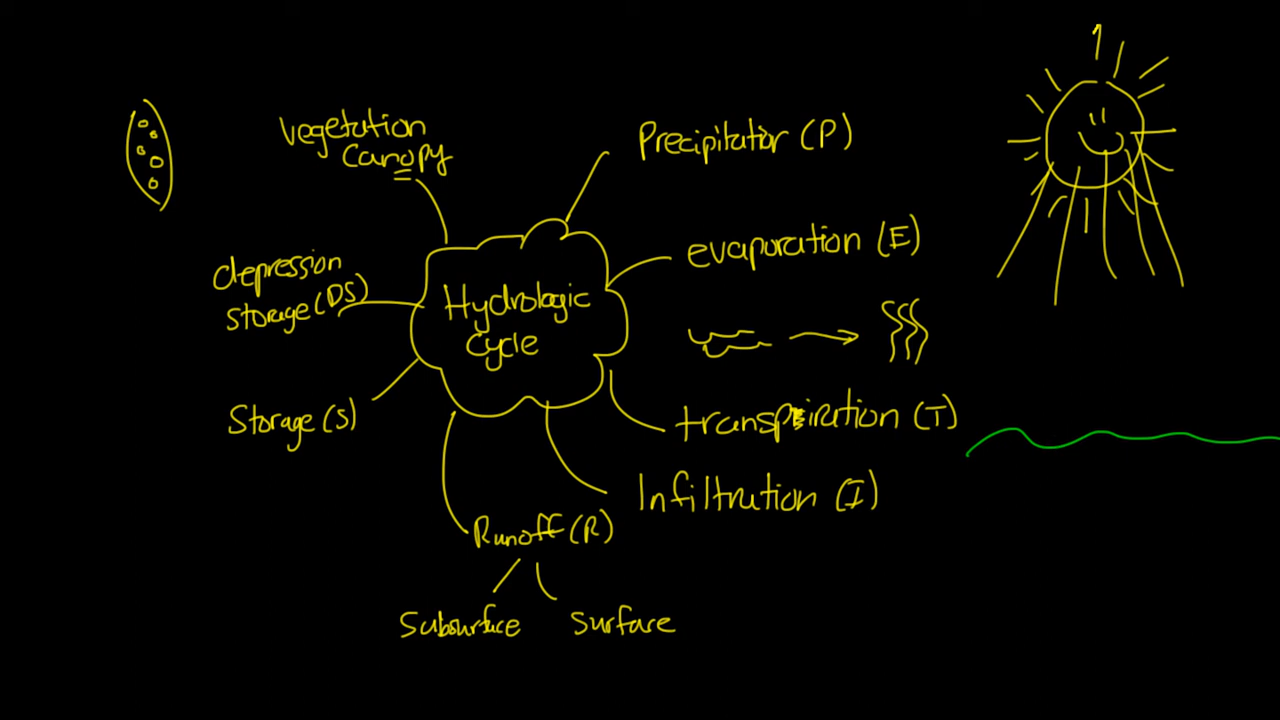 Vegetation
Canopy
Precipitation (P)
evaporation (E)
depression
storage (DS)
Hydrologic
Cycle
Storage (S)
transpiration (T)
Infiltration (I)
Runoff (R)
Subsurface
Surface